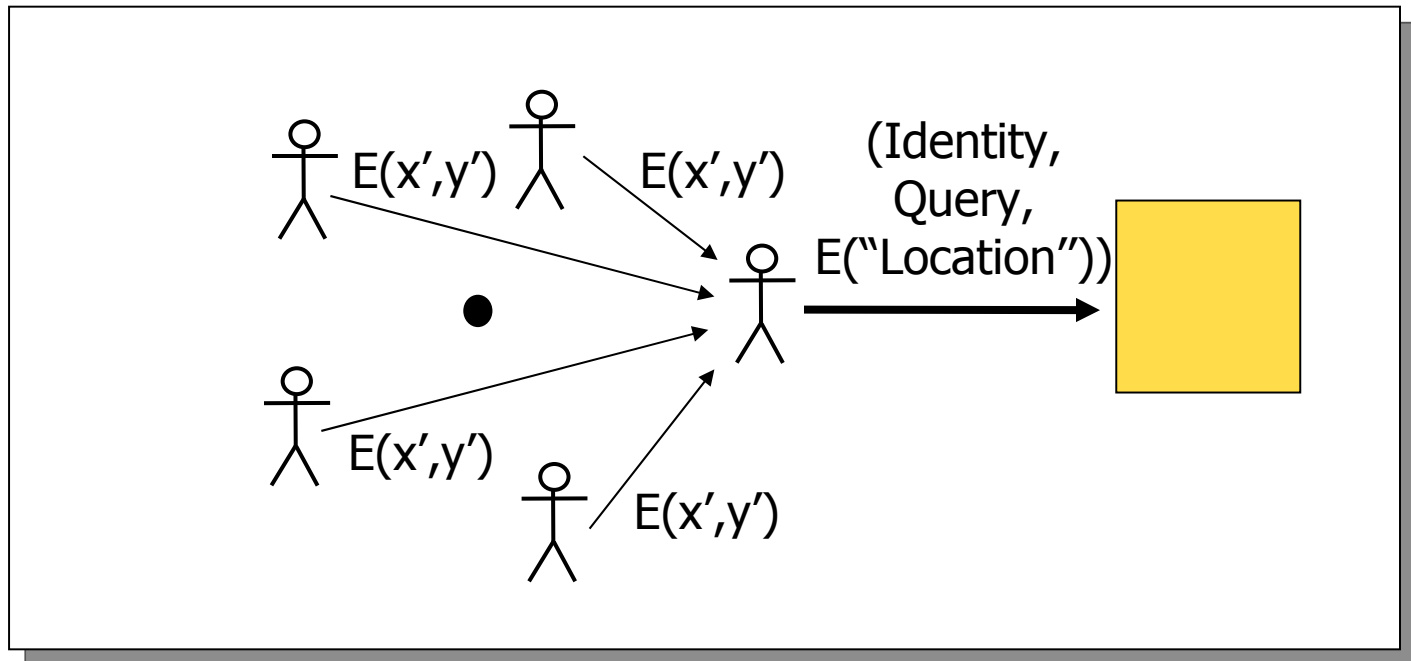 E(x′,y′)
E(x′,y′)
(Identity,
Query,
E(“Location”))
E(x′,y′)
E(x′,y′)